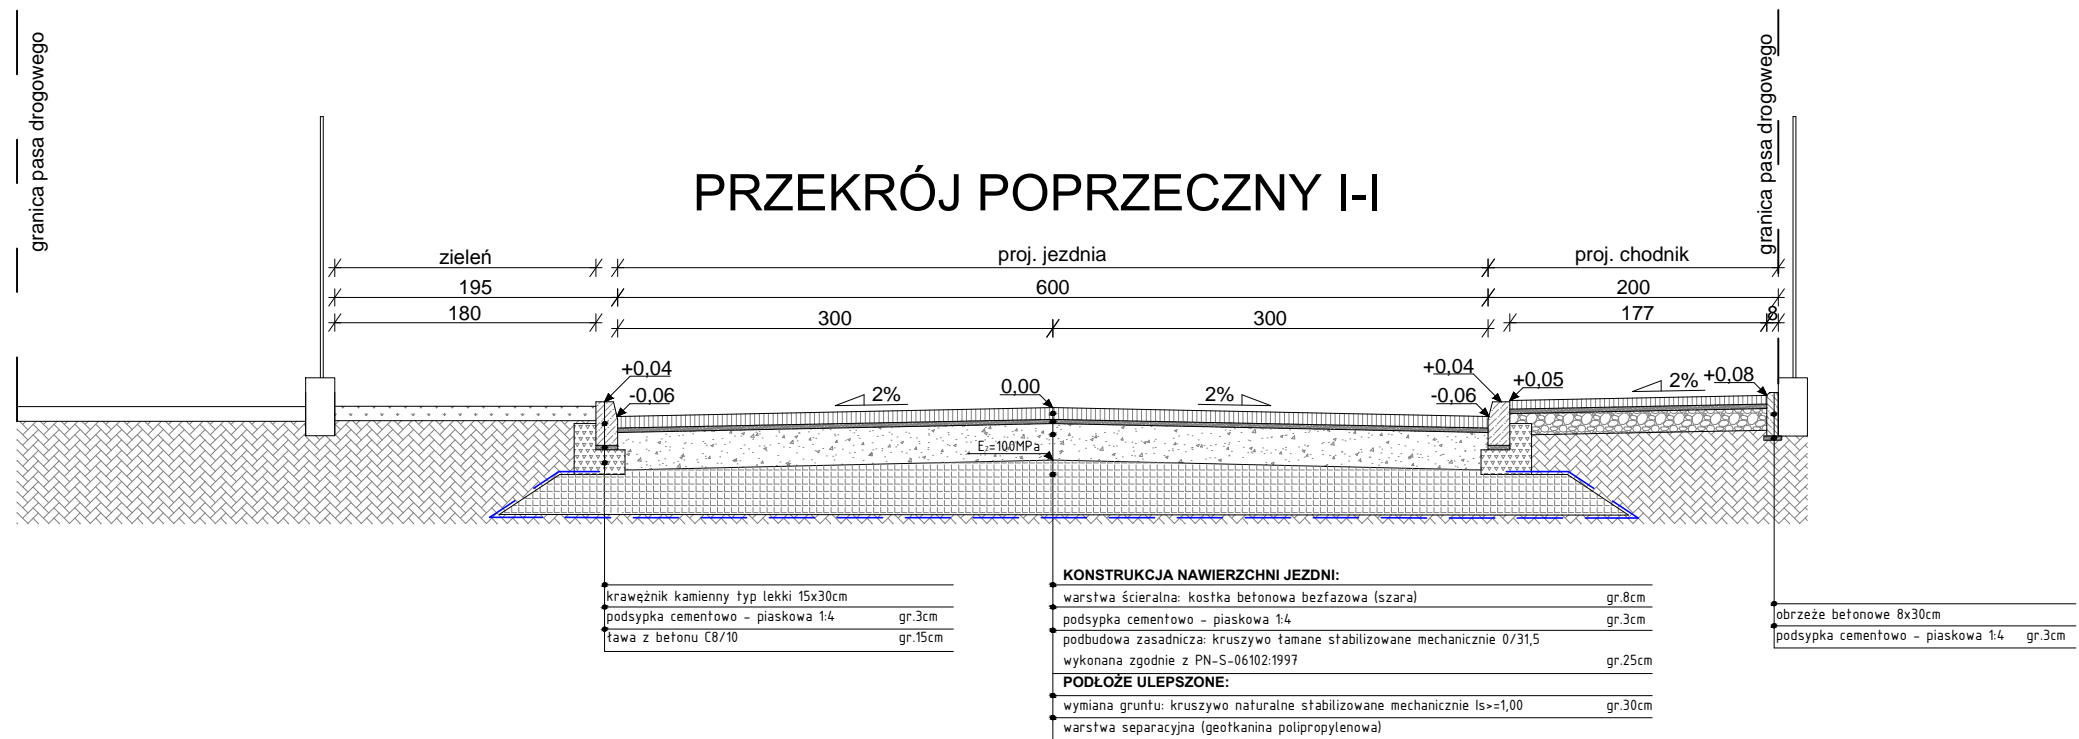 granica pasa drogowego
granica pasa drogowego
PRZEKRÓJ POPRZECZNY I-I
zieleń proj. jezdnia proj. chodnik
195 600 200
180 300 300 177 8
+0,04 +0,04
-0,06 2% 0,00 2% -0,06 +0,05 2% +0,08
E₂=100MPa
krawężnik kamienny typ lekki 15x30cm
podsypka cementowo - piaskowa 1:4 gr.3cm
ława z betonu C8/10 gr.15cm
KONSTRUKCJA NAWIERZCHNI JEZDNI:
warstwa ścieralna: kostka betonowa bezfazowa (szara) gr.8cm
podsypka cementowo - piaskowa 1:4 gr.3cm
podbudowa zasadnicza: kruszywo łamane stabilizowane mechanicznie 0/31,5
wykonana zgodnie z PN-S-06102:1997 gr.25cm
PODŁOŻE ULEPSZONE:
wymiana gruntu: kruszywo naturalne stabilizowane mechanicznie Is>=1,00 gr.30cm
warstwa separacyjna (geotkanina polipropylenowa)
obrzeże betonowe 8x30cm
podsypka cementowo - piaskowa 1:4 gr.3cm